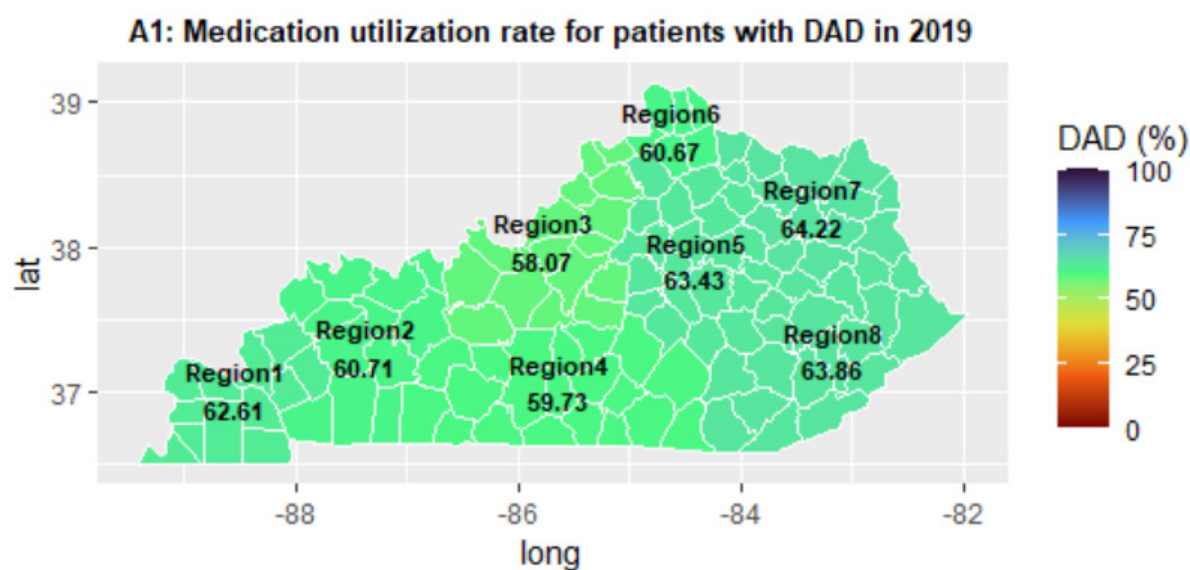 A1: Medication utilization rate for patients with DAD in 2019
39
38
37
lat
Region6
60.67
Region7
64.22
Region3
58.07
Region5
63.43
Region2
60.71
Region8
63.86
Region4
59.73
Region1
62.61
-88
-86
-84
-82
long
DAD (%)
100
75
50
25
0